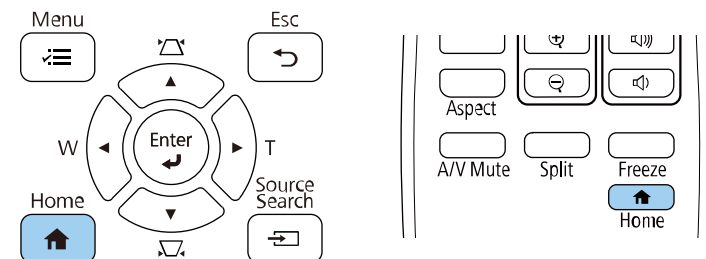 Menu
Esc
W
Enter
T
Home
Source
Search
Aspect
A/V Mute
Split
Freeze
Home